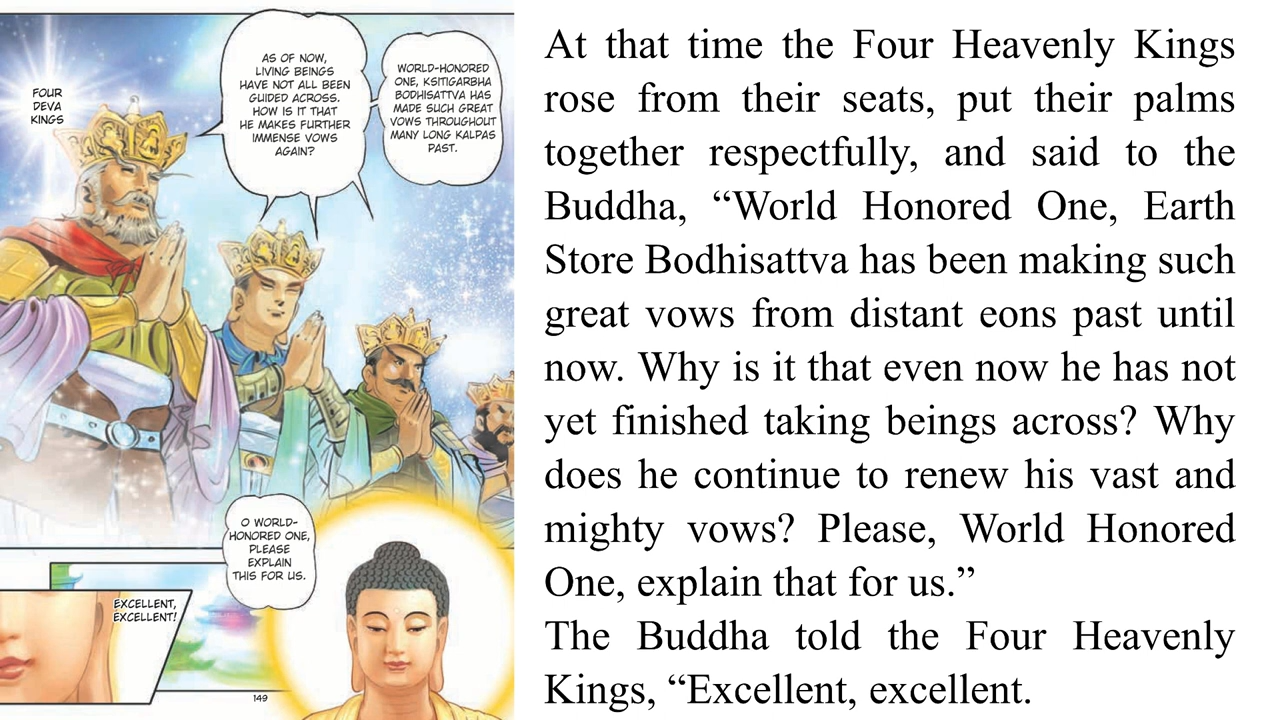 FOUR
DEVA
KINGS
AS OF NOW,
LIVING BEINGS
HAVE NOT ALL BEEN
GUIDED ACROSS.
HOW IS IT THAT
HE MAKES FURTHER
IMMENSE VOWS
AGAIN?
WORLD-HONORED
ONE, KSITIGARBHA
BODHISATTVA HAS
MADE SUCH GREAT
VOWS THROUGHOUT
MANY LONG KALPAS
PAST.
O WORLD-
HONORED ONE,
PLEASE
EXPLAIN
THIS FOR US.
EXCELLENT,
EXCELLENT!
149
At that time the Four Heavenly Kings
rose from their seats, put their palms
together respectfully, and said to the
Buddha, “World Honored One, Earth
Store Bodhisattva has been making such
great vows from distant eons past until
now. Why is it that even now he has not
yet finished taking beings across? Why
does he continue to renew his vast and
mighty vows? Please, World Honored
One, explain that for us.”
The Buddha told the Four Heavenly
Kings, “Excellent, excellent.